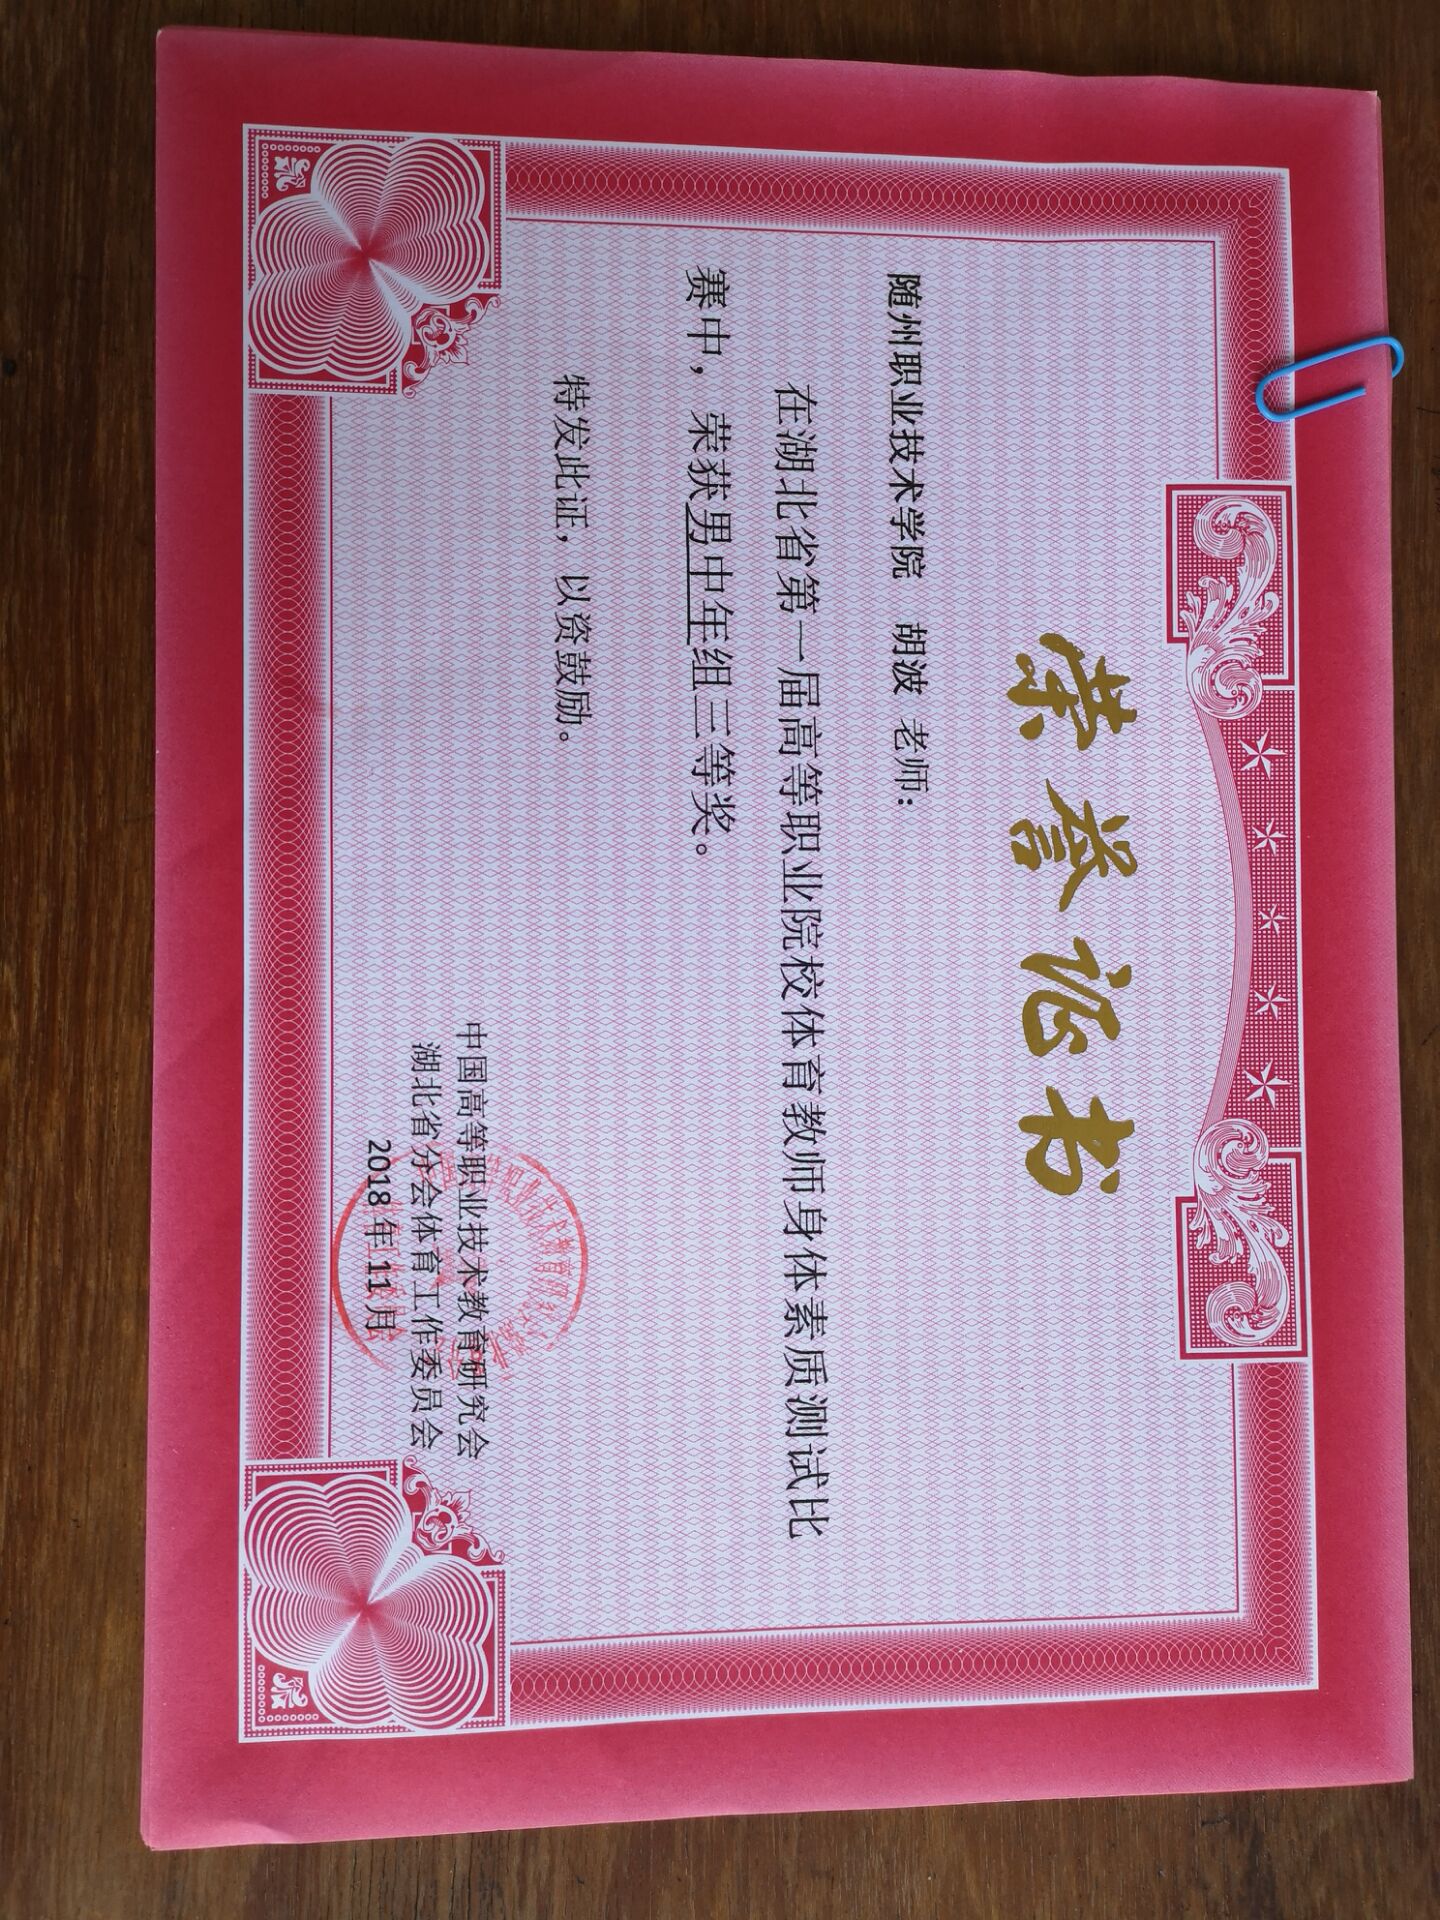 荣誉证书
随州职业技术学院 胡波 老师：
在湖北省第一届高等职业院校体育教师身体素质测试比
赛中，荣获男中年组三等奖。
特发此证，以资鼓励。
中国高等职业技术教育研究会
湖北省分会体育工作委员会
2018年11月